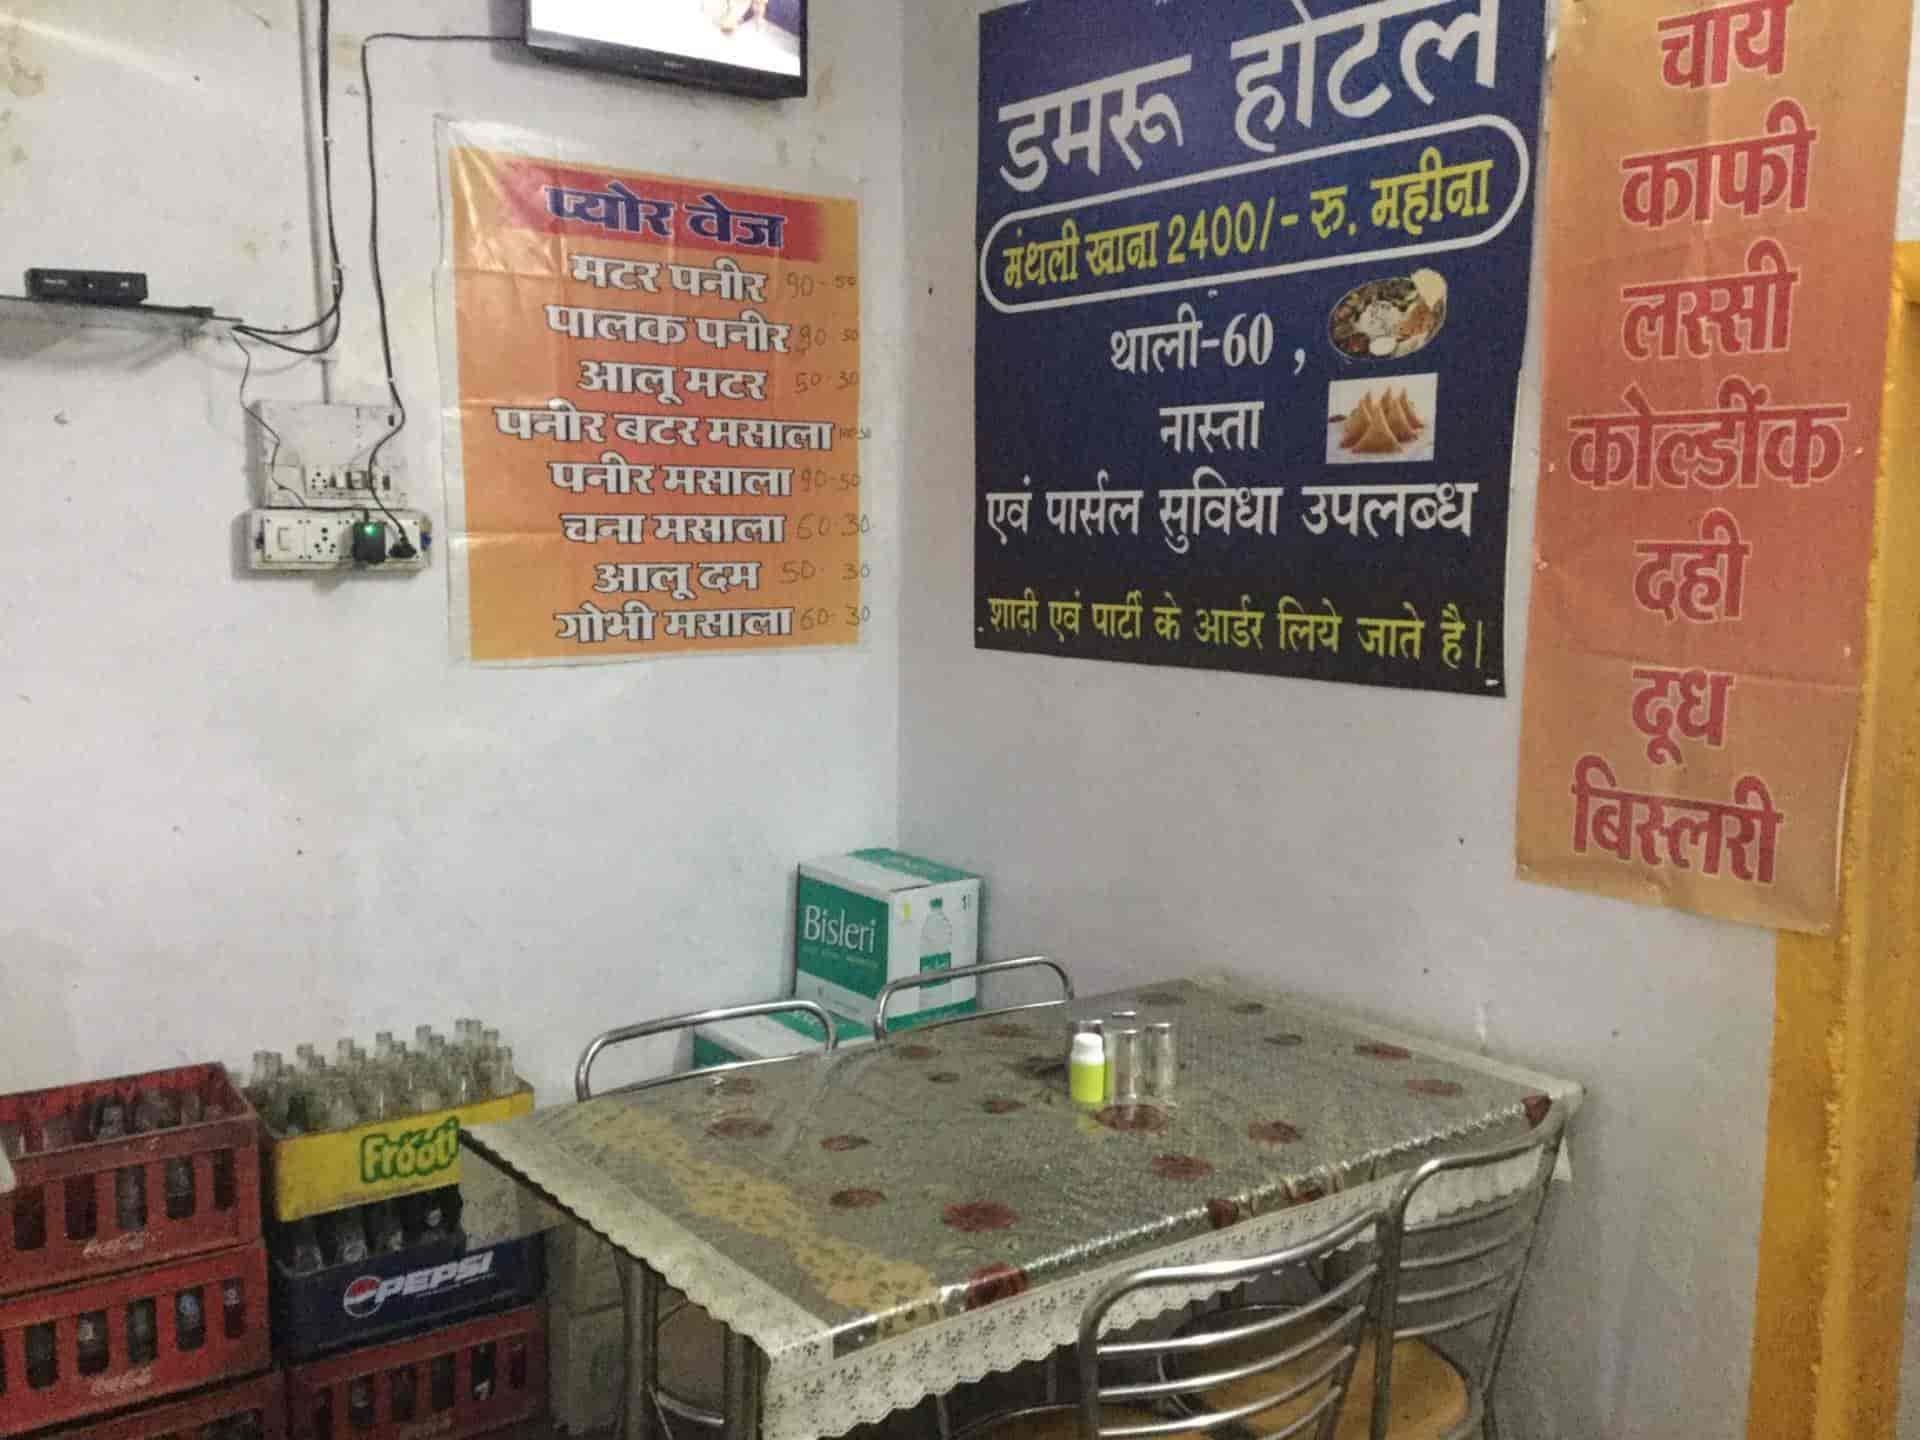 प्योर वेज
मटर पनीर 90-50
पालक पनीर 90 50
आलू मटर 50-30
पनीर बटर मसाला
पनीर मसाला 90-50
चना मसाला 60-30
आलू दम 50-30
गोभी मसाला 60-30
डमरू होटल
मंथली खाना 2400/- रु. महीना
थाली-60 ,
नास्ता
एवं पार्सल सुविधा उपलब्ध
शादी एवं पार्टी के आर्डर लिये जाते है।
चाय
काफी
लस्सी
कोल्डींक
दही
दूध
बिस्लरी
Bisleri
Frooti
PEPSI
Coca-Cola